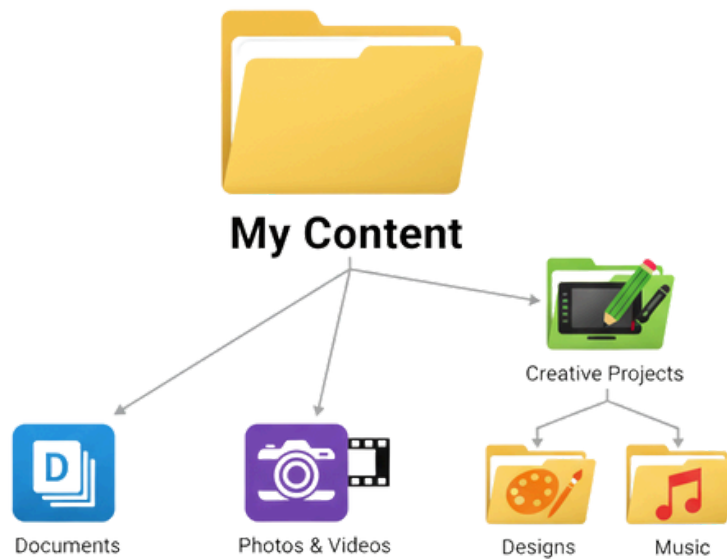 My Content
Creative Projects
D
Documents
Photos & Videos
Designs
Music